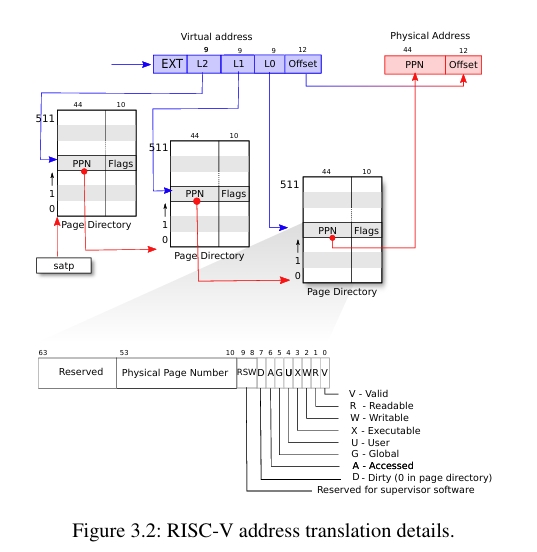 Virtual address
Physical Address
9 9 9 12
EXT L2 L1 L0 Offset
44 12
PPN Offset
44 10
511
PPN Flags
1
0
Page Directory
satp
44 10
511
PPN Flags
1
0
Page Directory
44 10
511
PPN Flags
1
0
Page Directory
63 53 10 9 8 7 6 5 4 3 2 1 0
Reserved Physical Page Number RSW D A G U X W R V
V - Valid
R - Readable
W - Writable
X - Executable
U - User
G - Global
A - Accessed
D - Dirty (0 in page directory)
Reserved for supervisor software
Figure 3.2: RISC-V address translation details.